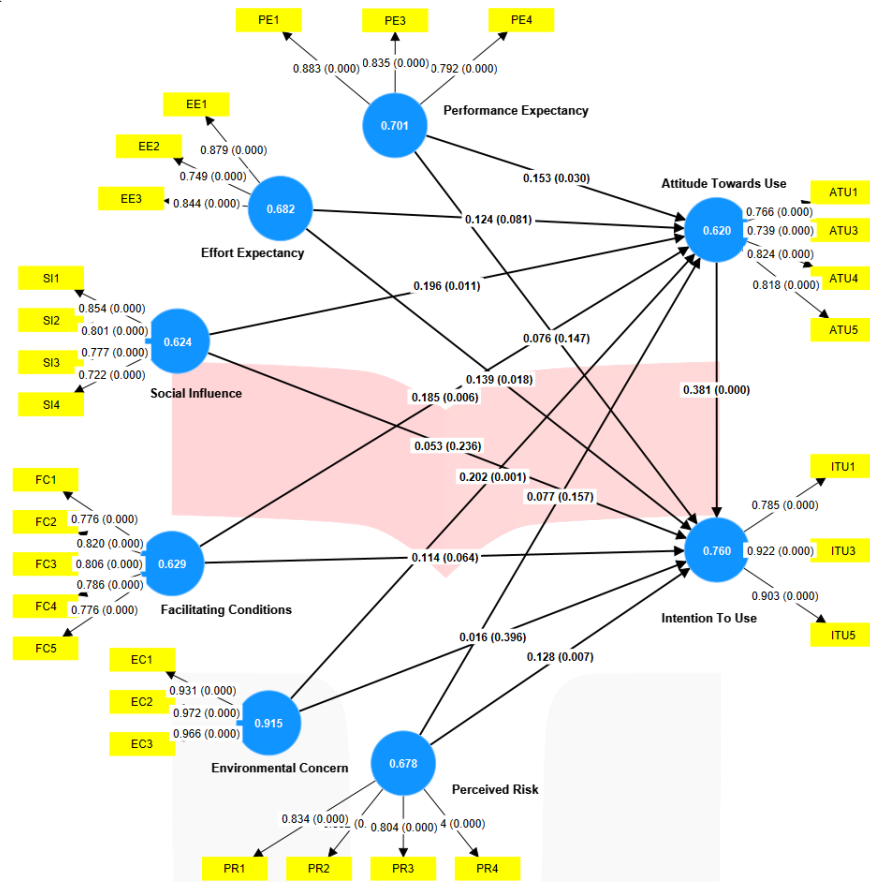 PE1
PE3
PE4
0.883 (0.000)
0.835 (0.000)
0.792 (0.000)
0.701
Performance Expectancy
EE1
EE2
EE3
0.879 (0.000)
0.749 (0.000)
0.844 (0.000)
0.682
Effort Expectancy
0.153 (0.030)
0.124 (0.081)
0.196 (0.011)
Attitude Towards Use
0.620
0.766 (0.000)
0.739 (0.000)
0.824 (0.000)
0.818 (0.000)
ATU1
ATU3
ATU4
ATU5
SI1
SI2
SI3
SI4
0.854 (0.000)
0.801 (0.000)
0.777 (0.000)
0.722 (0.000)
0.624
Social Influence
0.076 (0.147)
0.139 (0.018)
0.185 (0.006)
0.381 (0.000)
0.053 (0.236)
0.202 (0.001)
0.077 (0.157)
FC1
FC2
FC3
FC4
FC5
0.776 (0.000)
0.820 (0.000)
0.806 (0.000)
0.786 (0.000)
0.776 (0.000)
0.629
Facilitating Conditions
0.114 (0.064)
0.760
Intention To Use
0.785 (0.000)
0.922 (0.000)
0.903 (0.000)
ITU1
ITU3
ITU5
0.016 (0.396)
0.128 (0.007)
EC1
EC2
EC3
0.931 (0.000)
0.972 (0.000)
0.966 (0.000)
0.915
Environmental Concern
0.678
Perceived Risk
0.834 (0.000)
0.804 (0.000)
4 (0.000)
PR1
PR2
PR3
PR4